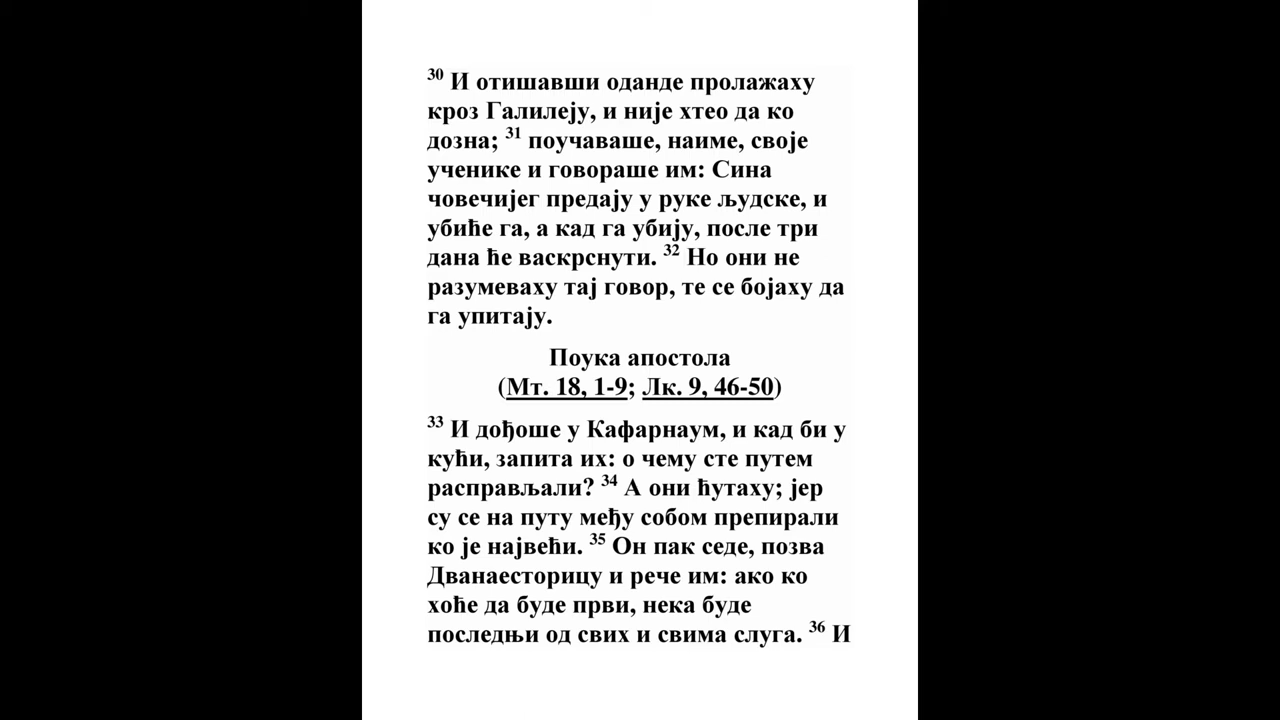 30 И отишавши оданде пролажаху
кроз Галилеју, и није хтео да ко
дозна; 31 поучаваше, наиме, своје
ученике и говораше им: Сина
човечијег предају у руке људске, и
убиће га, а кад га убију, после три
дана ће васкрснути. 32 Но они не
разумеваху тај говор, те се бојаху да
га упитају.
Поука апостола
(Мт. 18, 1-9; Лк. 9, 46-50)
33 И дођоше у Кафарнаум, и кад би у
кући, запита их: о чему сте путем
расправљали? 34 А они ћутаху; јер
су се на путу међу собом препирали
ко је највећи. 35 Он пак седе, позва
Дванаесторицу и рече им: ако ко
хоће да буде први, нека буде
последњи од свих и свима слуга. 36 И